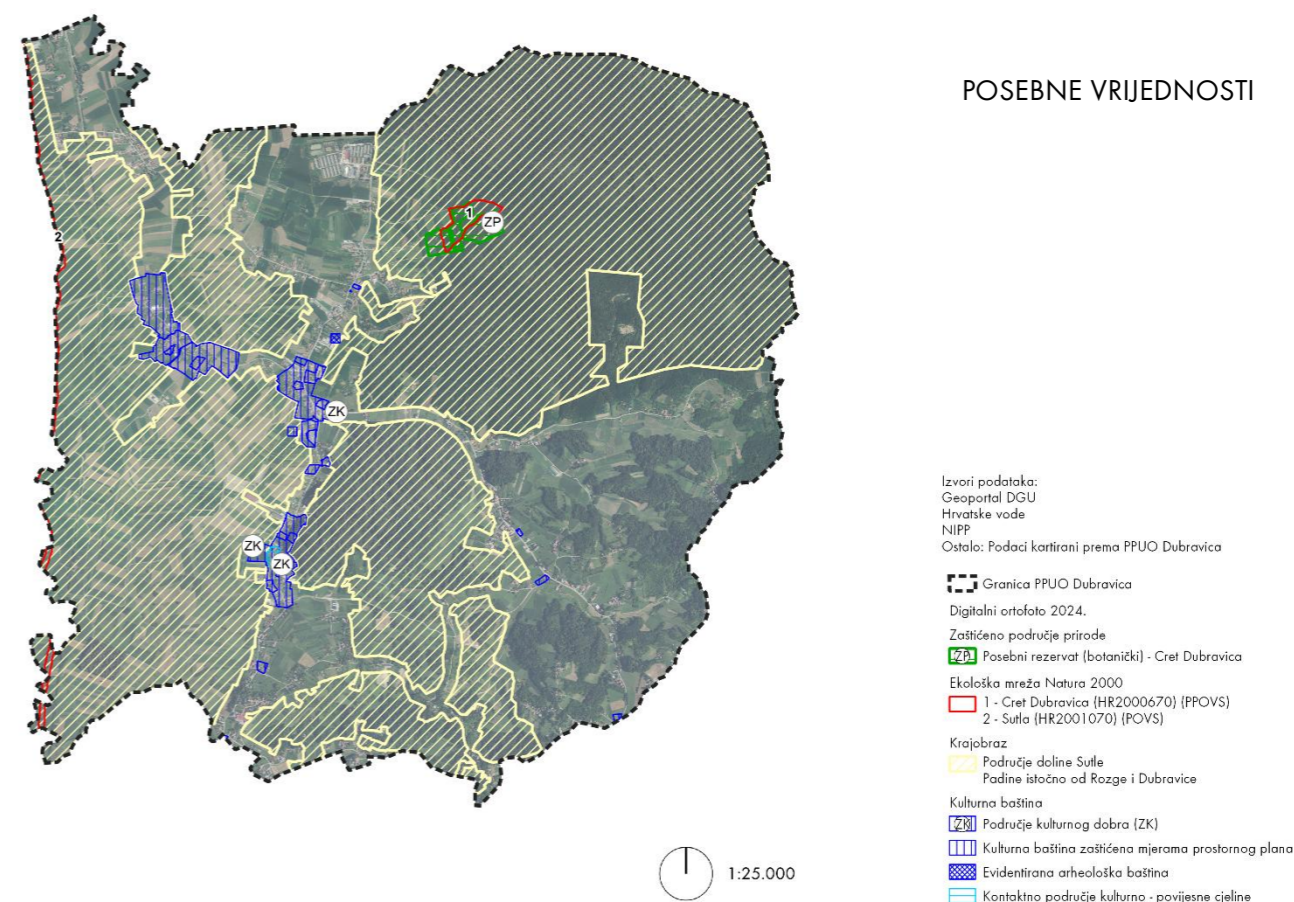 POSEBNE VRIJEDNOSTI
1
ZP
2
ZK
ZK
ZK
Izvori podataka:
Geoportal DGU
Hrvatske vode
NIPP
Ostalo: Podaci kartirani prema PPUO Dubravica
Granica PPUO Dubravica
Digitalni ortofoto 2024.
Zaštićeno područje prirode
ZP Posebni rezervat (botanički) - Cret Dubravica
Ekološka mreža Natura 2000
1 - Cret Dubravica (HR2000670) (PPOVS)
2 - Sutla (HR2001070) (POVS)
Krajobraz
Područje doline Sutle
Padine istočno od Rozge i Dubravice
Kulturna baština
ZK Područje kulturnog dobra (ZK)
Kulturna baština zaštićena mjerama prostornog plana
Evidentirana arheološka baština
Kontaktno područje kulturno - povijesne cjeline
1:25.000